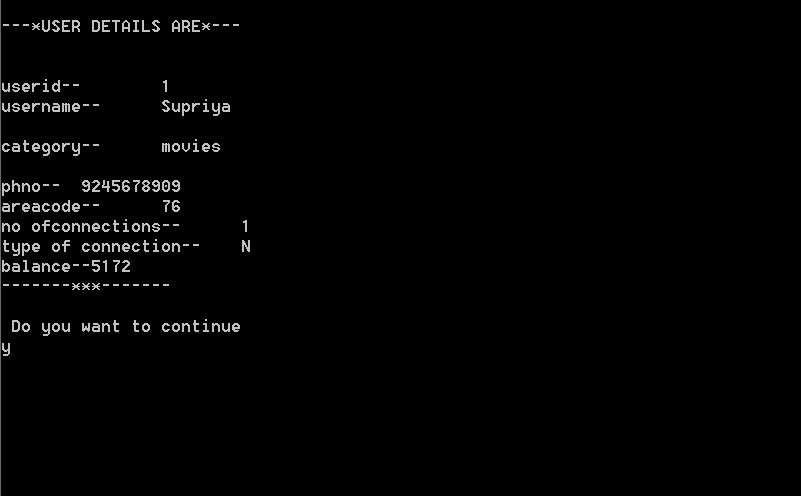 ---*USER DETAILS ARE*---
userid-- 1
username-- Supriya
category-- movies
phno-- 9245678909
areacode-- 76
no ofconnections-- 1
type of connection-- N
balance--5172
-------***-------
Do you want to continue
y